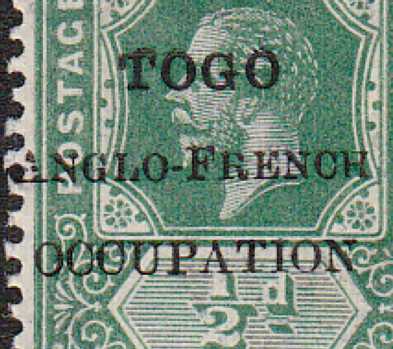 POSTAGE
TOGO
ANGLO-FRENCH
OCCUPATION
1/2d